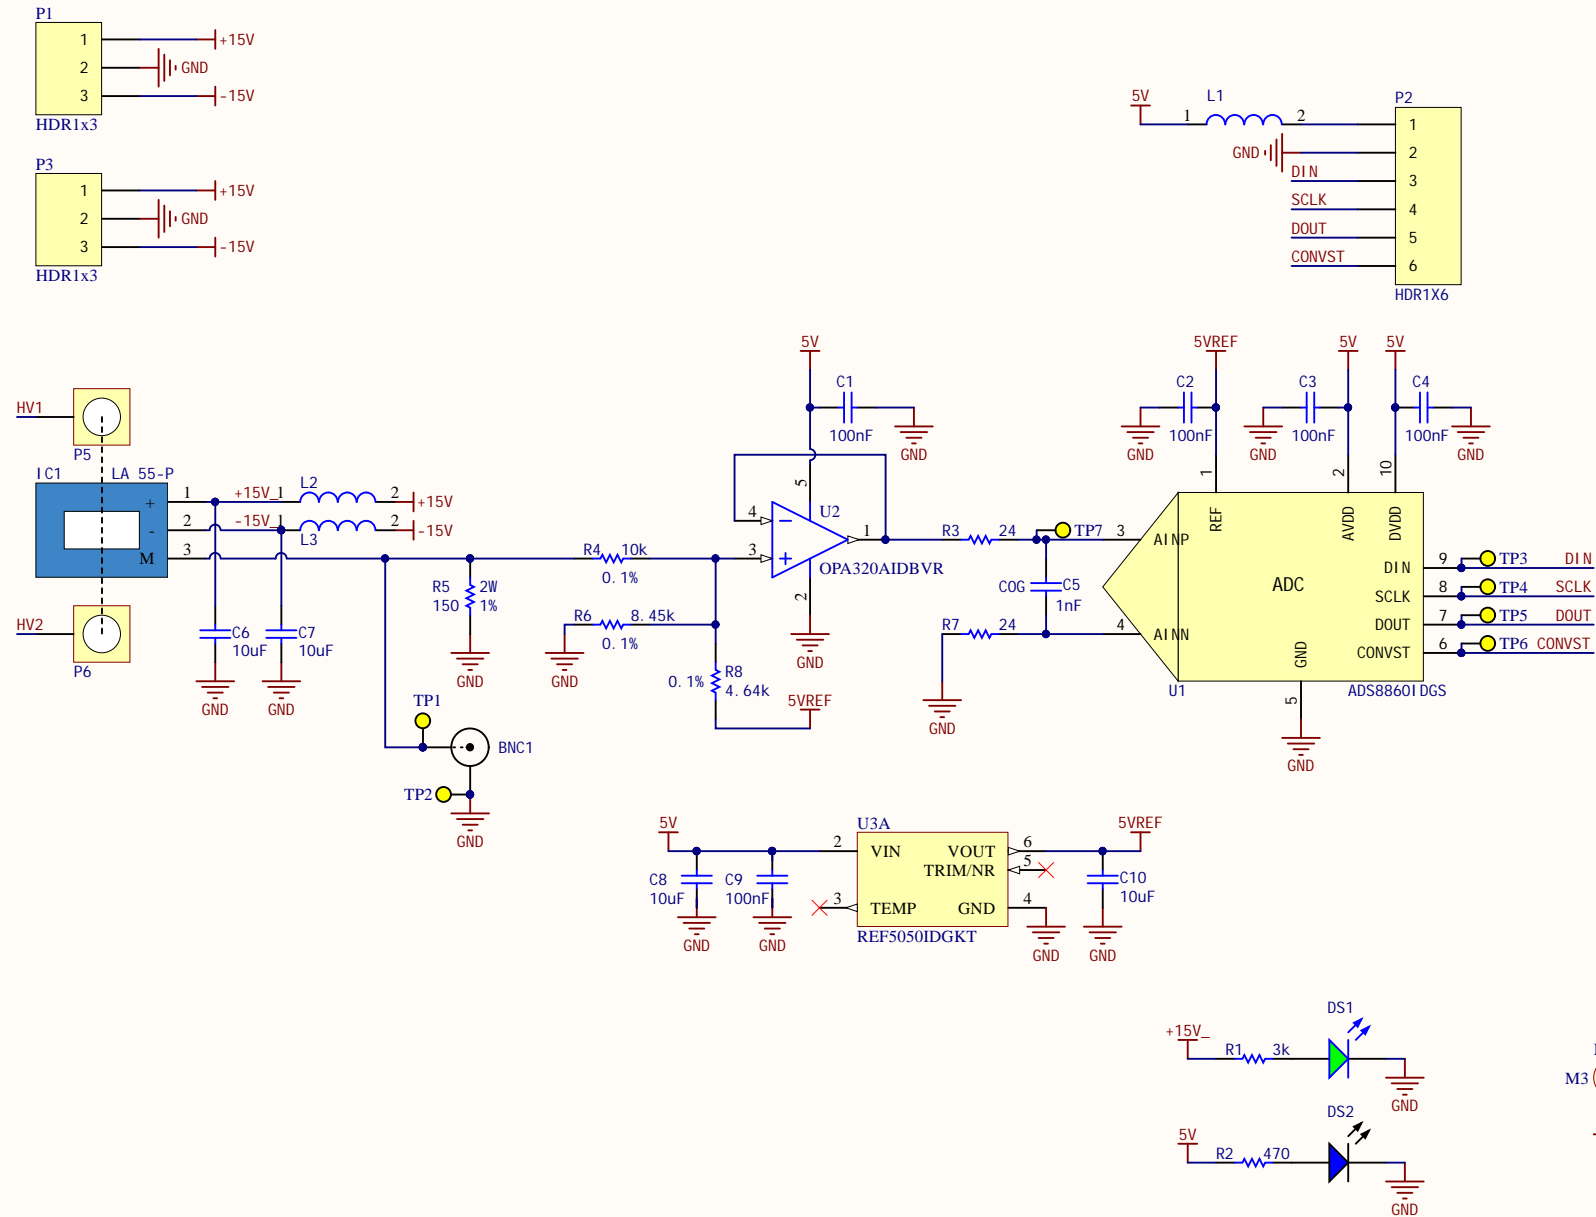 P1
1 +15V
2 GND
3 -15V
HDR1x3
P3
1 +15V
2 GND
3 -15V
HDR1x3
5V L1 P2
1 2 1
GND 2
DIN 3
SCLK 4
DOUT 5
CONVST 6
HDR1X6
HV1
P5
IC1 LA 55-P
+ 1 +15V_ 1 L2 2 +15V
- 2 -15V_ 1 L3 2 -15V
M 3
HV2
P6
C6 10uF
GND
C7 10uF
GND
R5 150 2W 1%
GND
TP1
BNC1
TP2
GND
R4 10k
0.1%
R6 8.45k
0.1%
GND
0.1% R8
4.64k
5VREF
5V
C1
100nF
GND
5
4
3
U2
1
OPA320AIDBVR
2
GND
R3 24
TP7
COG C5
1nF
R7 24
GND
5VREF
C2
100nF
GND
5V
C3
100nF
GND
5V
C4
100nF
GND
1 2 10
REF AVDD DVDD
3 AINP
4 AINN
ADC
GND
5
GND
U1
DIN 9 TP3 DIN
SCLK 8 TP4 SCLK
DOUT 7 TP5 DOUT
CONVST 6 TP6 CONVST
ADS8860IDGS
5V
C8
10uF
GND
C9
100nF
GND
U3A
2 VIN VOUT 6
TRIM/NR 5
3 TEMP GND 4
REF5050IDGKT
GND
5VREF
C10
10uF
GND
+15V_
R1 3k
DS1
GND
5V
R2 470
DS2
GND
M3